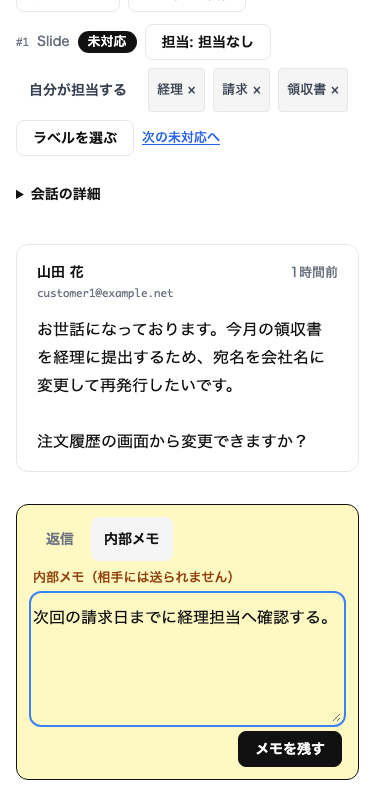 #1 Slide 未対応 担当: 担当なし
自分が担当する 経理 × 請求 × 領収書 ×
ラベルを選ぶ 次の未対応へ
▶ 会話の詳細
山田 花 1時間前
customer1@example.net
お世話になっております。今月の領収書
を経理に提出するため、宛名を会社名に
変更して再発行したいです。
注文履歴の画面から変更できますか？
返信 内部メモ
内部メモ（相手には送られません）
次回の請求日までに経理担当へ確認する。
メモを残す